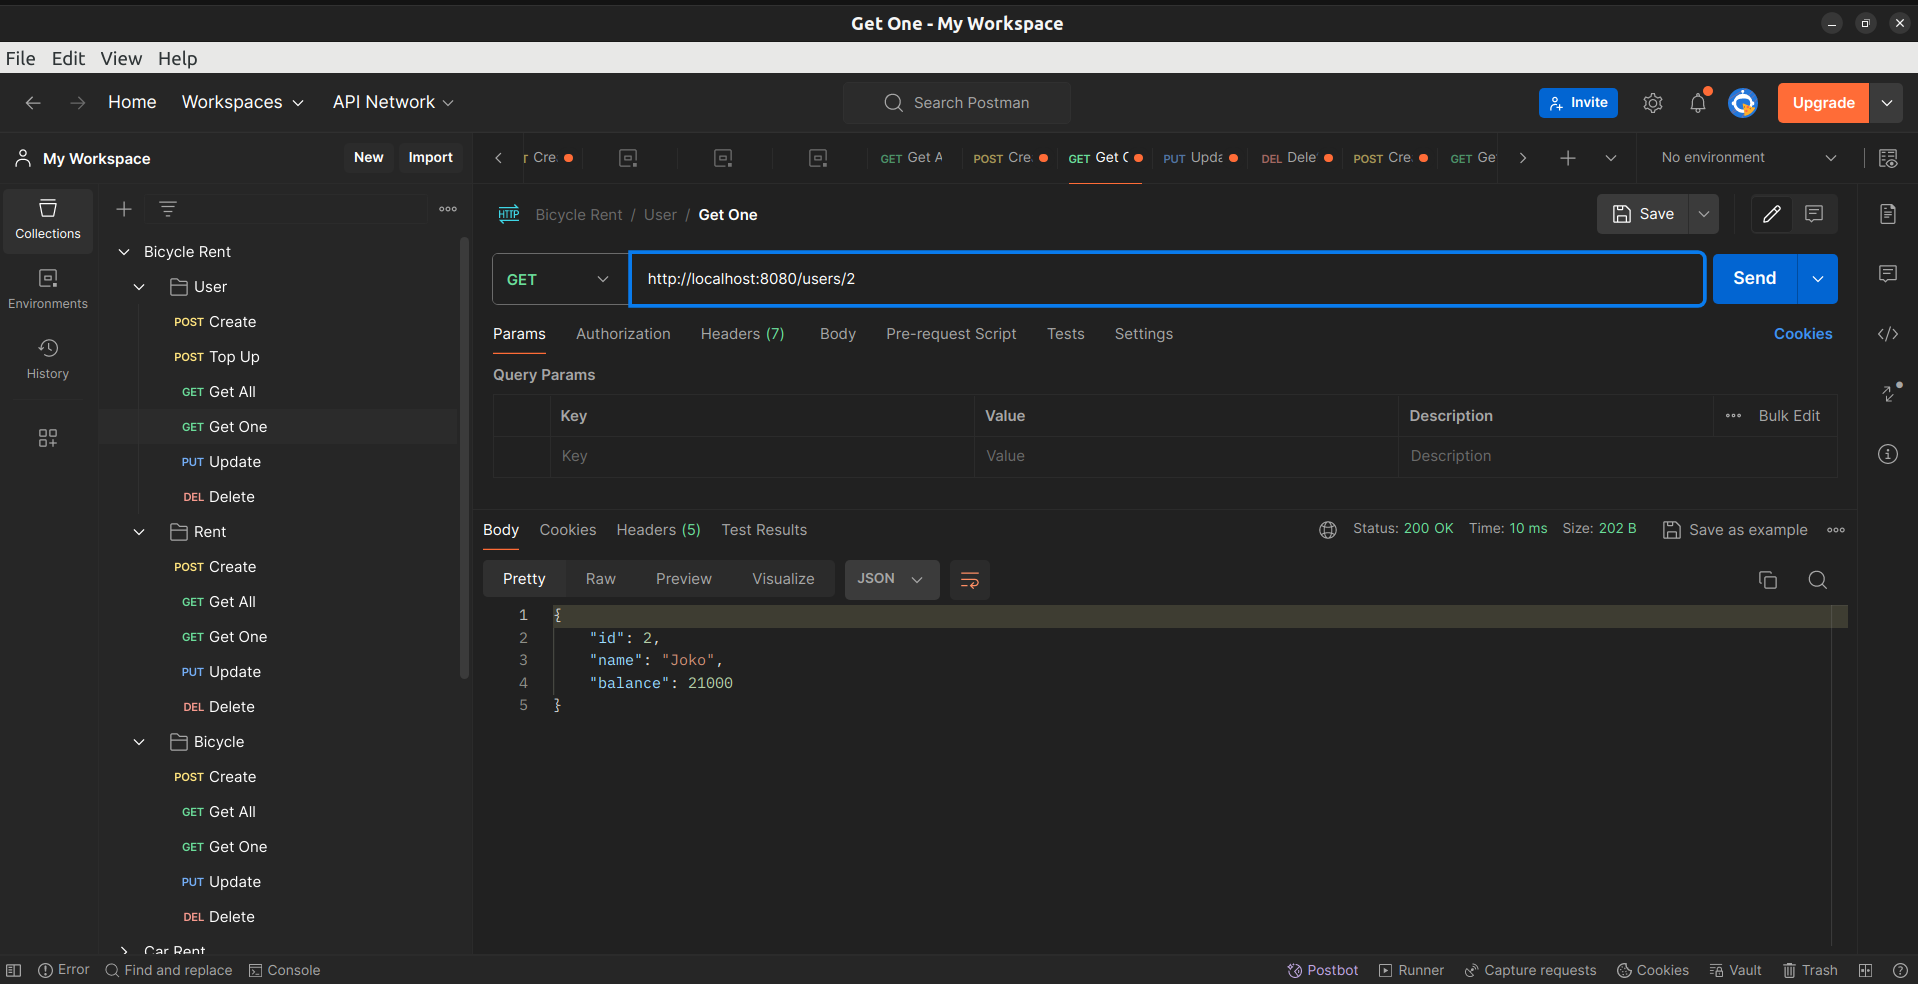 Get One - My Workspace
File Edit View Help
Home Workspaces API Network Search Postman Invite Upgrade
My Workspace New Import Cre. Get A POST Cre. GET Get PUT Upda DEL Dele POST Cre. GET Ge No environment
HTTP Bicycle Rent / User / Get One Save
Collections
Environments
History
Bicycle Rent
User
POST Create
POST Top Up
GET Get All
GET Get One
PUT Update
DEL Delete
Rent
POST Create
GET Get All
GET Get One
PUT Update
DEL Delete
Bicycle
POST Create
GET Get All
GET Get One
PUT Update
DEL Delete
Car Rent
GET http://localhost:8080/users/2 Send
Params Authorization Headers (7) Body Pre-request Script Tests Settings Cookies
Query Params
Key Value Description Bulk Edit
Key Value Description
Body Cookies Headers (5) Test Results Status: 200 OK Time: 10 ms Size: 202 B Save as example
Pretty Raw Preview Visualize JSON
1 {
2 "id": 2,
3 "name": "Joko",
4 "balance": 21000
5 }
Error Find and replace Console Postbot Runner Capture requests Cookies Vault Trash